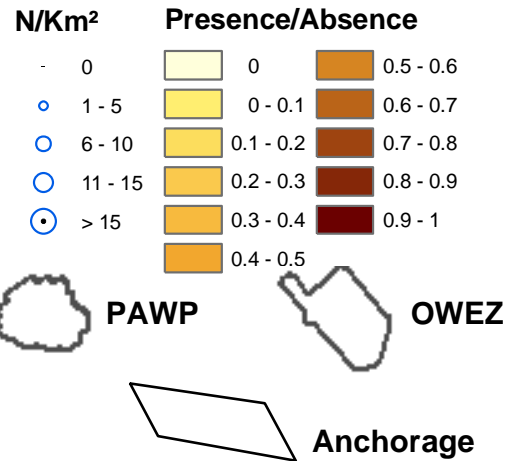 N/Km² Presence/Absence
- 0 0 0.5 - 0.6
1 - 5 0 - 0.1 0.6 - 0.7
6 - 10 0.1 - 0.2 0.7 - 0.8
11 - 15 0.2 - 0.3 0.8 - 0.9
> 15 0.3 - 0.4 0.9 - 1
0.4 - 0.5
PAWP OWEZ
Anchorage